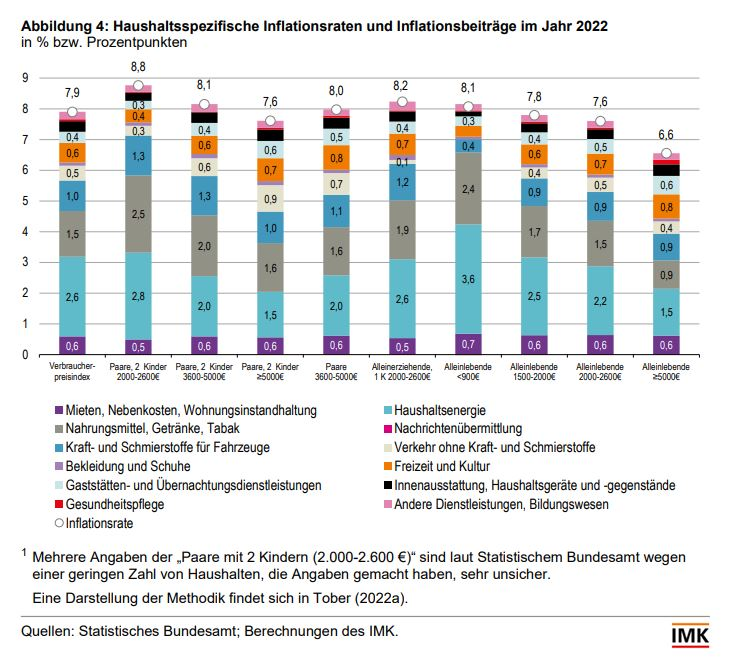 Abbildung 4: Haushaltsspezifische Inflationsraten und Inflationsbeiträge im Jahr 2022
in % bzw. Prozentpunkten
7,9 8,8 8,1 7,6 8,0 8,2 8,1 7,8 7,6 6,6
9
8
7
6
5
4
3
2
1
0
0,4 0,6 0,5 1,0 1,5 2,6 0,6
0,3 0,4 0,3 1,3 2,5 2,8 0,5
0,4 0,6 0,6 1,3 2,0 2,0 0,6
0,6 0,7 0,9 1,0 1,6 1,5 0,6
0,5 0,8 0,7 1,1 1,6 2,0 0,6
0,4 0,7 0,1 1,2 1,9 2,6 0,5
0,3 0,4 2,4 3,6 0,7
0,4 0,6 0,4 0,9 1,7 2,5 0,6
0,5 0,7 0,5 0,9 1,5 2,2 0,6
0,6 0,8 0,4 0,9 0,9 1,5 0,6
Verbraucher- Paare, 2 Kinder Paare, 2 Kinder Paare, 2 Kinder Paare Alleinerziehende, Alleinlebende Alleinlebende Alleinlebende Alleinlebende
preisindex 2000-2600€ 3600-5000€ ≥5000€ 3600-5000€ 1 K 2000-2600€ <900€ 1500-2000€ 2000-2600€ ≥5000€
Mieten, Nebenkosten, Wohnungsinstandhaltung Haushaltsenergie
Nahrungsmittel, Getränke, Tabak Nachrichtenübermittlung
Kraft- und Schmierstoffe für Fahrzeuge Verkehr ohne Kraft- und Schmierstoffe
Bekleidung und Schuhe Freizeit und Kultur
Gaststätten- und Übernachtungsdienstleistungen Innenausstattung, Haushaltsgeräte und -gegenstände
Gesundheitspflege Andere Dienstleistungen, Bildungswesen
Inflationsrate
1 Mehrere Angaben der „Paare mit 2 Kindern (2.000-2.600 €)“ sind laut Statistischem Bundesamt wegen
einer geringen Zahl von Haushalten, die Angaben gemacht haben, sehr unsicher.
Eine Darstellung der Methodik findet sich in Tober (2022a).
Quellen: Statistisches Bundesamt; Berechnungen des IMK.
IMK